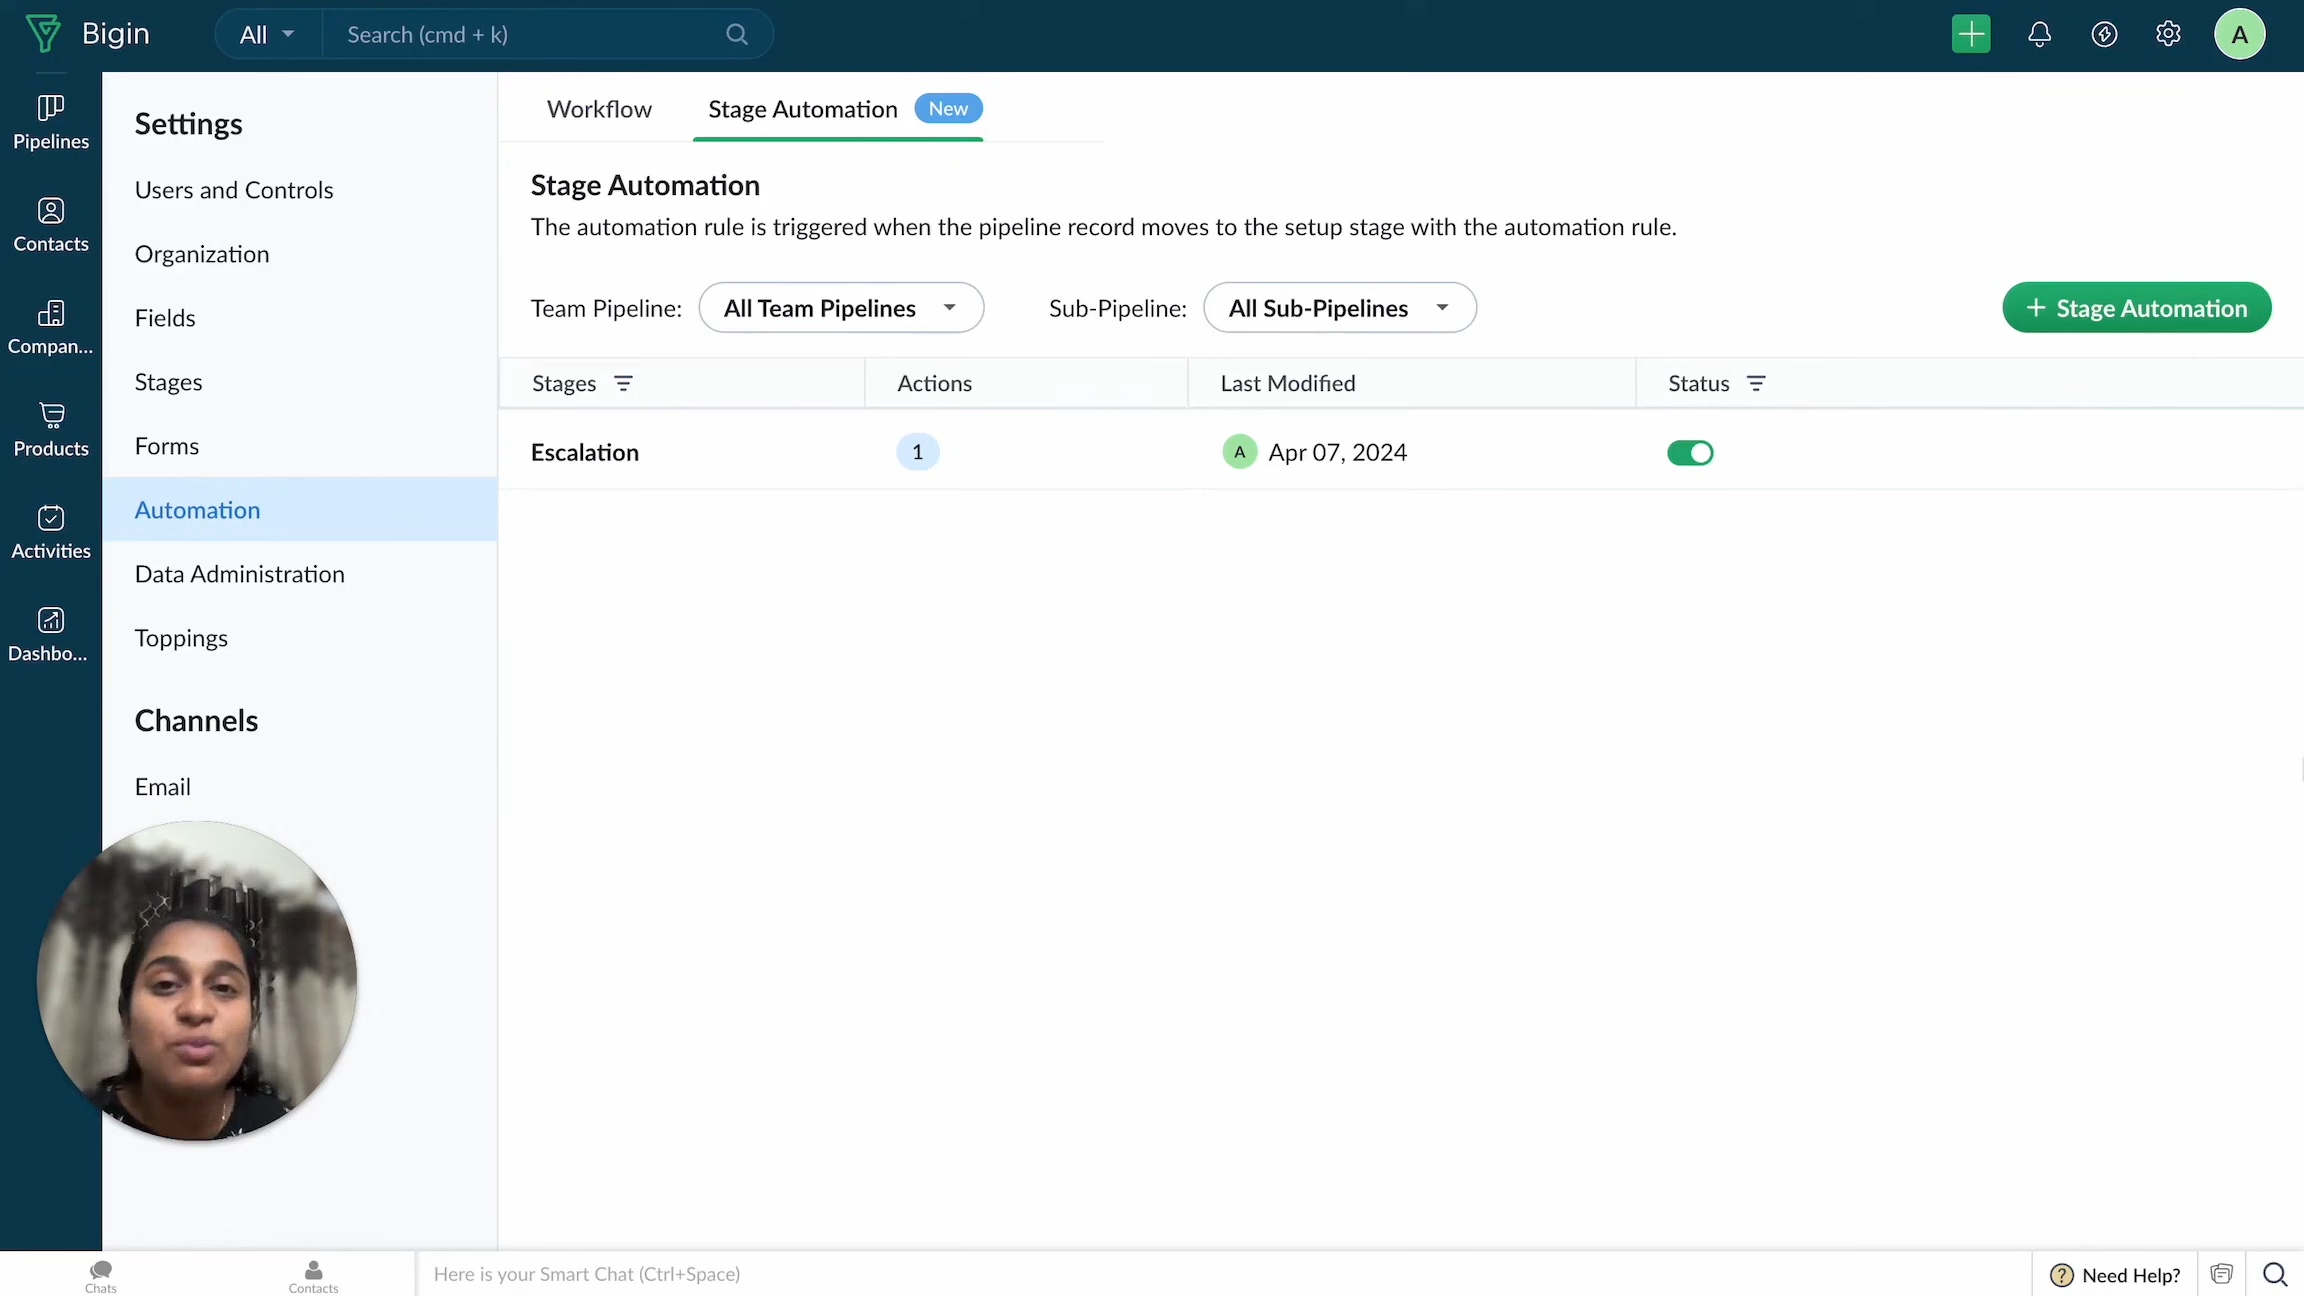 Bigin
All
Search (cmd + k)
A
Pipelines
Contacts
Compan...
Products
Activities
Dashbo...
Settings
Users and Controls
Organization
Fields
Stages
Forms
Automation
Data Administration
Toppings
Channels
Email
Workflow
Stage Automation New
Stage Automation
The automation rule is triggered when the pipeline record moves to the setup stage with the automation rule.
Team Pipeline: All Team Pipelines Sub-Pipeline: All Sub-Pipelines + Stage Automation
Stages Actions Last Modified Status
Escalation 1 A Apr 07, 2024
Chats
Contacts
Here is your Smart Chat (Ctrl+Space)
? Need Help?